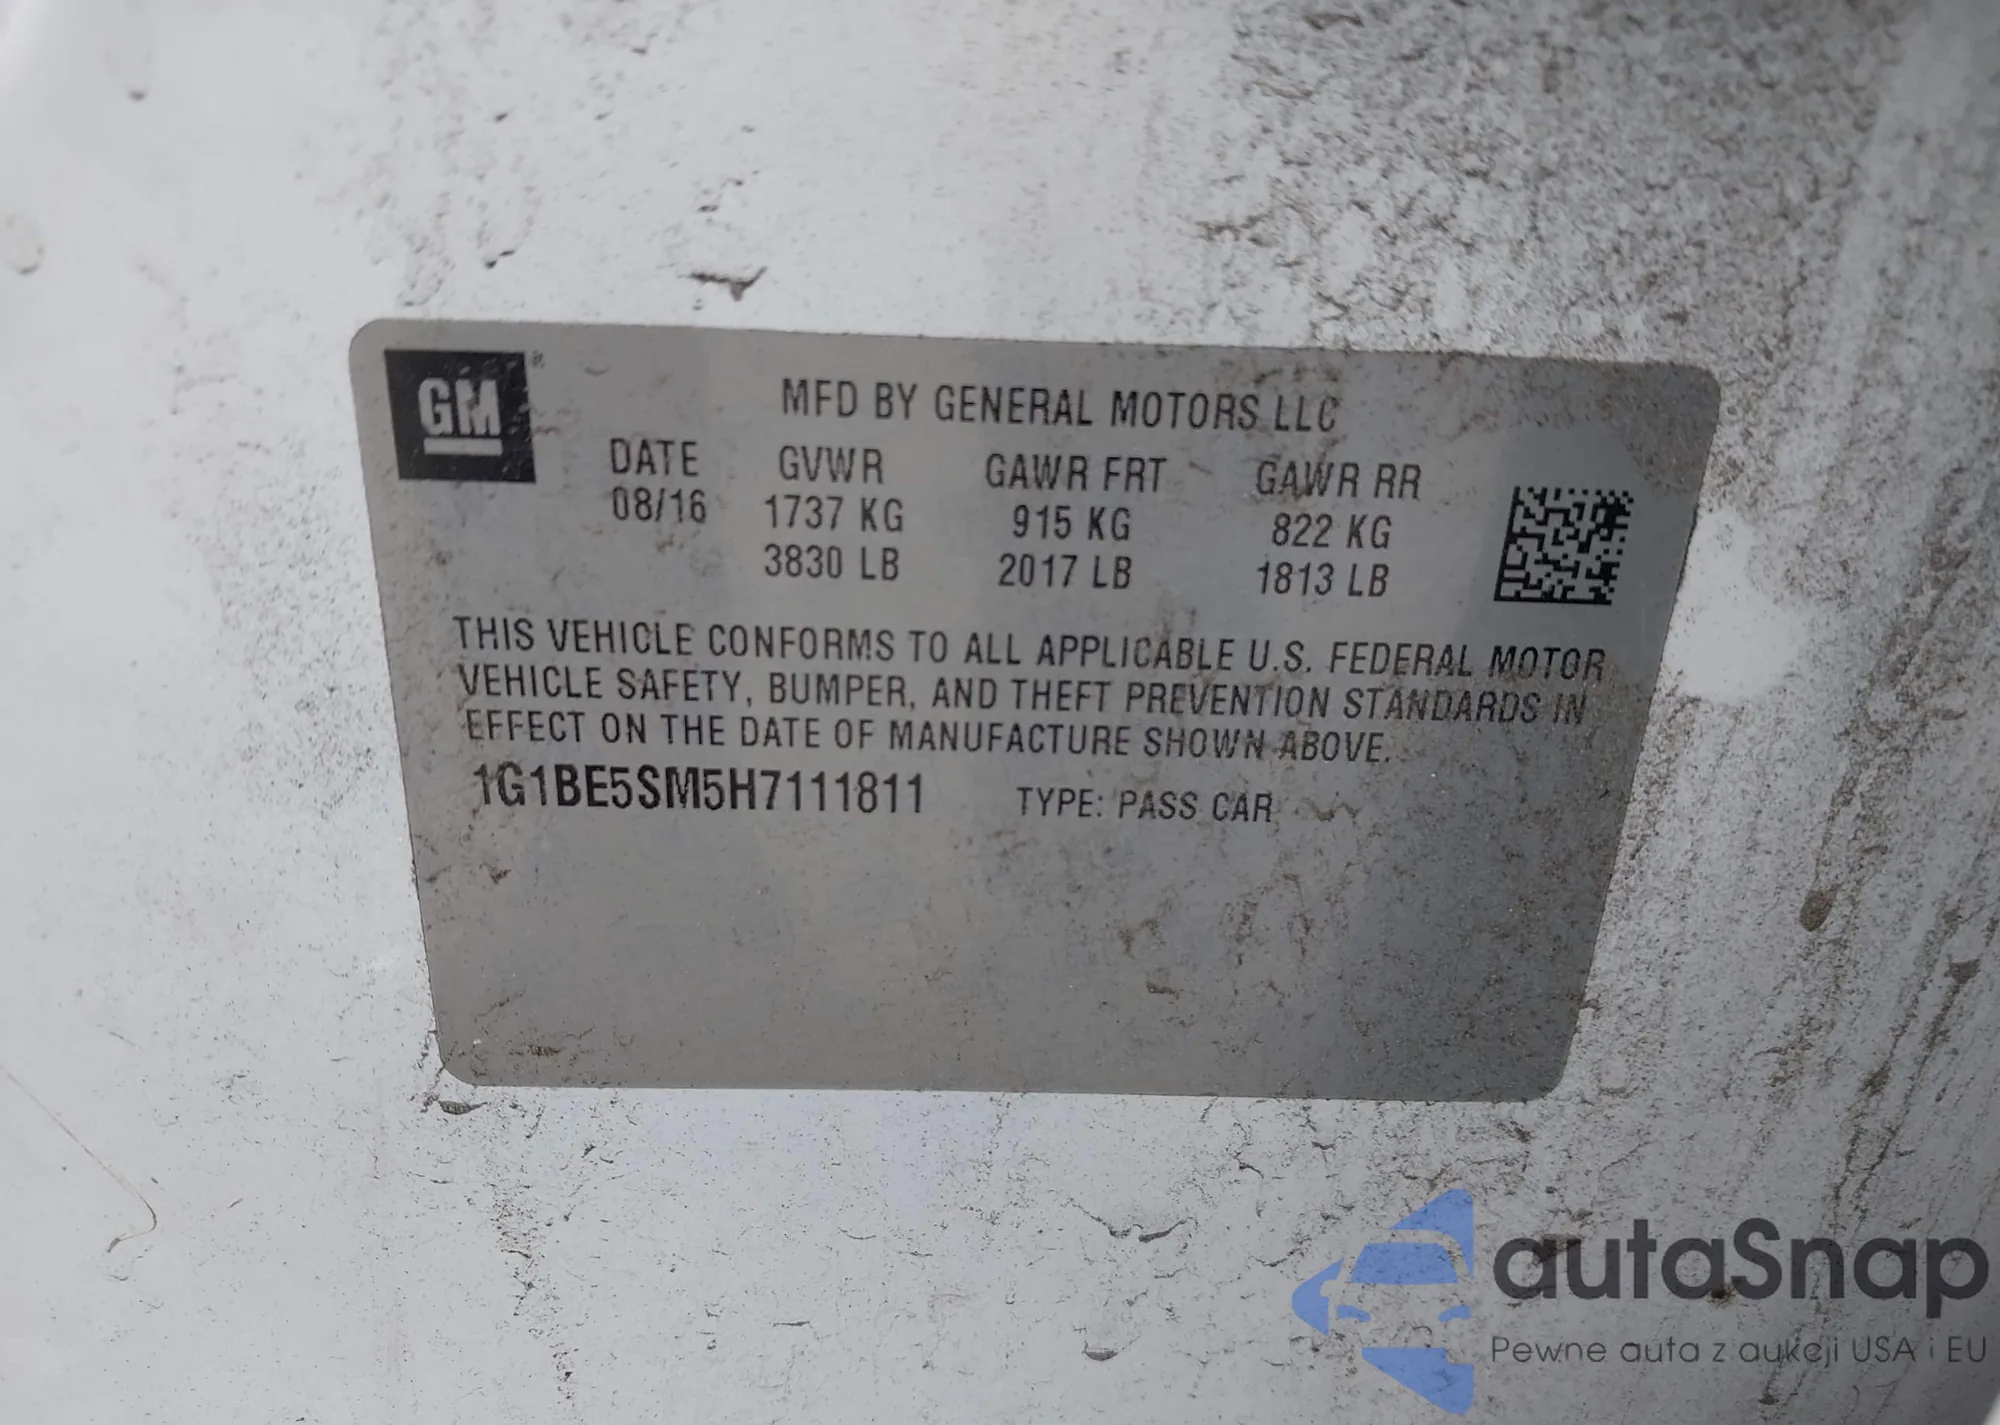 GM
MFD BY GENERAL MOTORS LLC
DATE GVWR GAWR FRT GAWR RR
08/16 1737 KG 915 KG 822 KG
3830 LB 2017 LB 1813 LB
THIS VEHICLE CONFORMS TO ALL APPLICABLE U.S. FEDERAL MOTOR
VEHICLE SAFETY, BUMPER, AND THEFT PREVENTION STANDARDS IN
EFFECT ON THE DATE OF MANUFACTURE SHOWN ABOVE.
1G1BE5SM5H7111811 TYPE: PASS CAR
autaSnap
Pewne auta z aukcji USA i EU